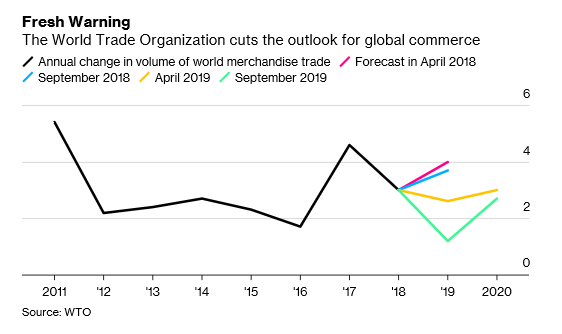 Fresh Warning
The World Trade Organization cuts the outlook for global commerce
Annual change in volume of world merchandise trade Forecast in April 2018
September 2018 April 2019 September 2019
6
4
2
0
2011 '12 '13 '14 '15 '16 '17 '18 '19 2020
Source: WTO